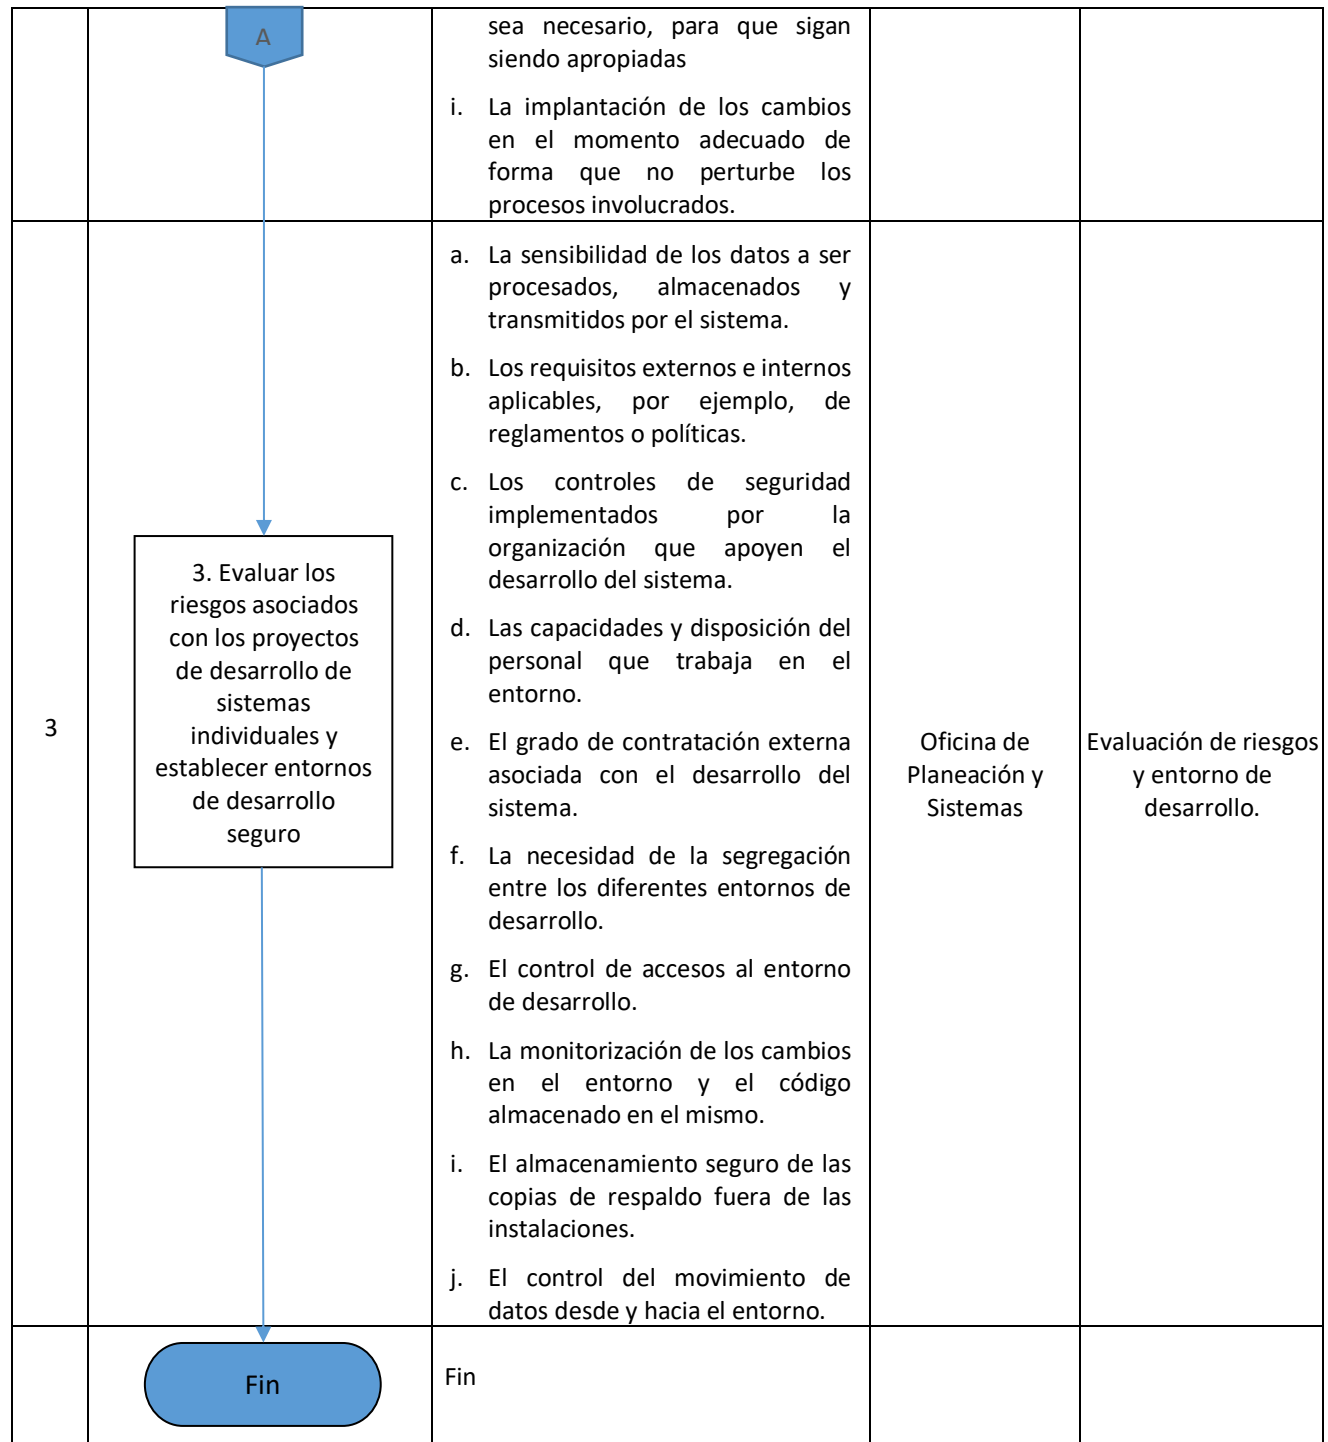 A
sea necesario, para que sigan
siendo apropiadas
i. La implantación de los cambios
en el momento adecuado de
forma que no perturbe los
procesos involucrados.
3
3. Evaluar los
riesgos asociados
con los proyectos
de desarrollo de
sistemas
individuales y
establecer entornos
de desarrollo
seguro
a. La sensibilidad de los datos a ser
procesados, almacenados y
transmitidos por el sistema.
b. Los requisitos externos e internos
aplicables, por ejemplo, de
reglamentos o políticas.
c. Los controles de seguridad
implementados por la
organización que apoyen el
desarrollo del sistema.
d. Las capacidades y disposición del
personal que trabaja en el
entorno.
e. El grado de contratación externa
asociada con el desarrollo del
sistema.
f. La necesidad de la segregación
entre los diferentes entornos de
desarrollo.
g. El control de accesos al entorno
de desarrollo.
h. La monitorización de los cambios
en el entorno y el código
almacenado en el mismo.
i. El almacenamiento seguro de las
copias de respaldo fuera de las
instalaciones.
j. El control del movimiento de
datos desde y hacia el entorno.
Oficina de
Planeación y
Sistemas
Evaluación de riesgos
y entorno de
desarrollo.
Fin
Fin